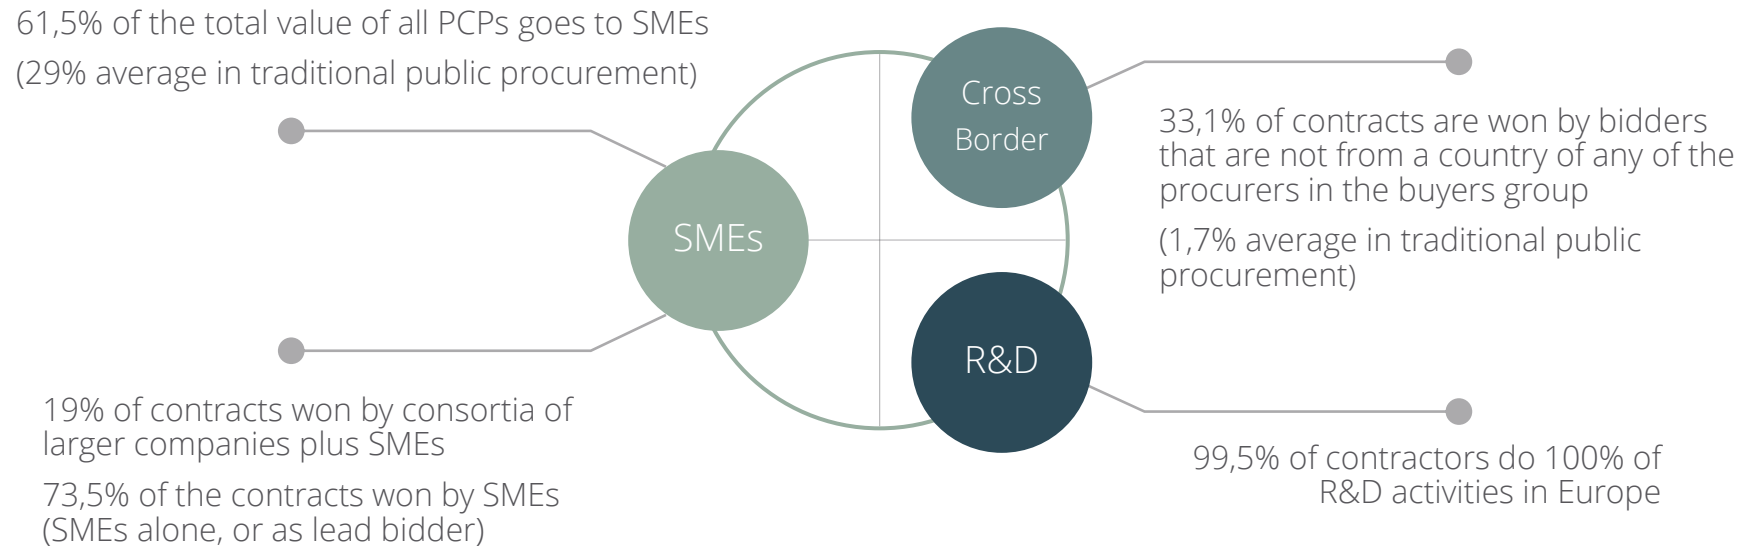 61,5% of the total value of all PCPs goes to SMEs
(29% average in traditional public procurement)
SMEs
19% of contracts won by consortia of
larger companies plus SMEs
73,5% of the contracts won by SMEs
(SMEs alone, or as lead bidder)
Cross
Border
33,1% of contracts are won by bidders
that are not from a country of any of the
procurers in the buyers group
(1,7% average in traditional public
procurement)
R&D
99,5% of contractors do 100% of
R&D activities in Europe